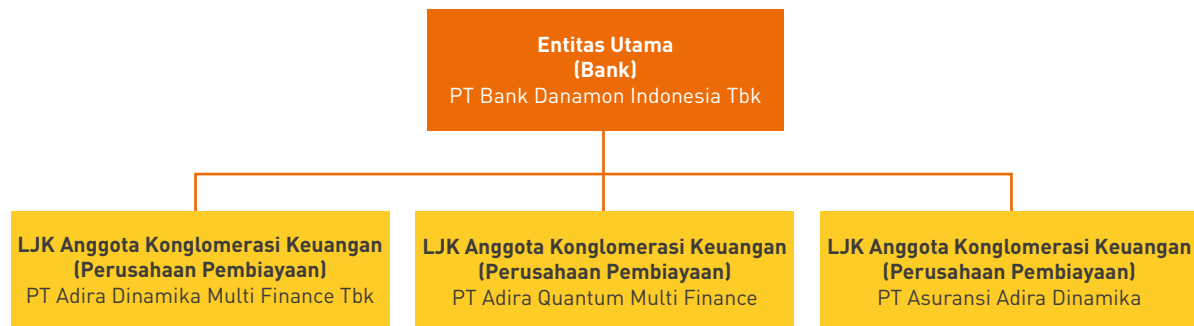 Entitas Utama
(Bank)
PT Bank Danamon Indonesia Tbk
LJK Anggota Konglomerasi Keuangan
(Perusahaan Pembiayaan)
PT Adira Dinamika Multi Finance Tbk
LJK Anggota Konglomerasi Keuangan
(Perusahaan Pembiayaan)
PT Adira Quantum Multi Finance
LJK Anggota Konglomerasi Keuangan
(Perusahaan Pembiayaan)
PT Asuransi Adira Dinamika